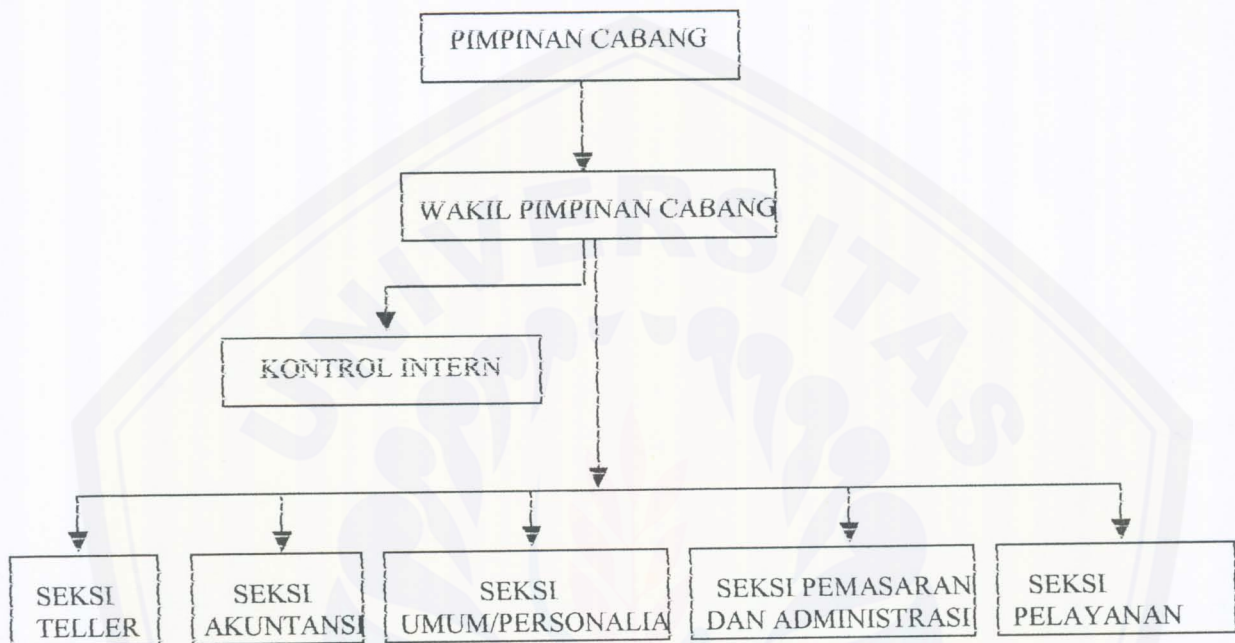 PIMPINAN CABANG
WAKIL PIMPINAN CABANG
KONTROL INTERN
UNIVERSITAS
SEKSI
TELLER
SEKSI
AKUNTANSI
SEKSI
UMUM/PERSONALIA
SEKSI PEMASARAN
DAN ADMINISTRASI
SEKSI
PELAYANAN